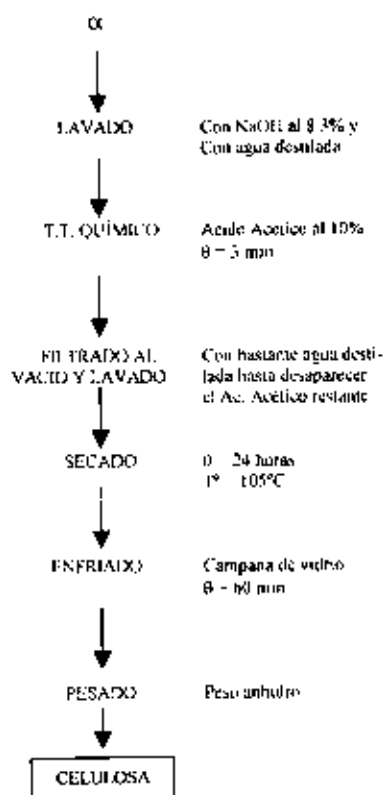 α
LAVADO
Con NaOH al 8.3% y
Con agua destilada
T.T. QUÍMICO
Acido Acetico al 10%
θ = 5 min
FILTRADO AL
VACIO Y LAVADO
Con bastante agua desti-
lada hasta desaparecer
el Ac. Acético restante
SECADO
24 horas
105°C
ENFRIADO
Campana de vidrio
θ = 60 min
PESADO
Peso anhidro
CELULOSA